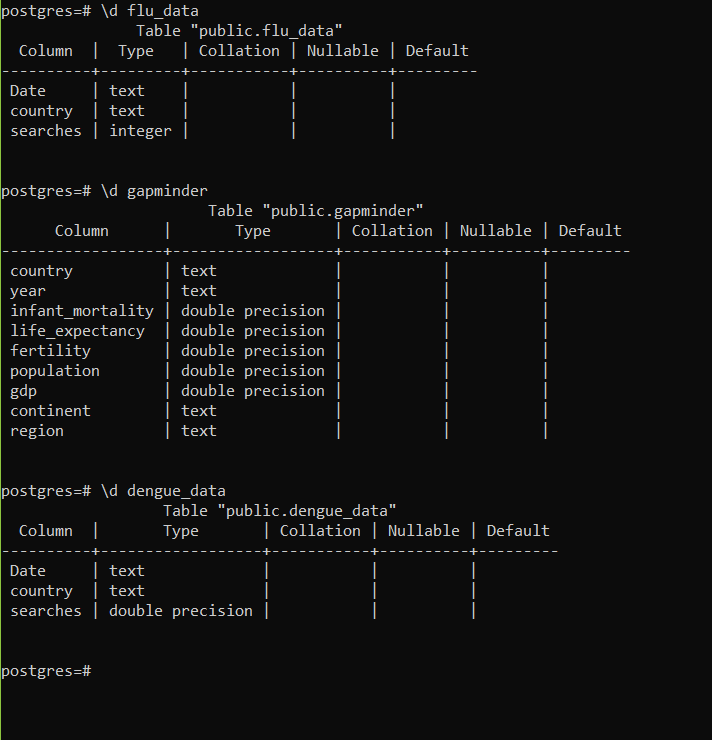 postgres=# \d flu_data
               Table "public.flu_data"
  Column  |  Type   | Collation | Nullable | Default
----------+---------+-----------+----------+---------
 Date     | text    |           |          |
 country  | text    |           |          |
 searches | integer |           |          |
postgres=# \d gapminder
                       Table "public.gapminder"
      Column      |       Type       | Collation | Nullable | Default
------------------+------------------+-----------+----------+---------
 country          | text             |           |          |
 year             | text             |           |          |
 infant_mortality | double precision |           |          |
 life_expectancy  | double precision |           |          |
 fertility        | double precision |           |          |
 population       | double precision |           |          |
 gdp              | double precision |           |          |
 continent        | text             |           |          |
 region           | text             |           |          |
postgres=# \d dengue_data
                  Table "public.dengue_data"
  Column  |       Type       | Collation | Nullable | Default
----------+------------------+-----------+----------+---------
 Date     | text             |           |          |
 country  | text             |           |          |
 searches | double precision |           |          |
postgres=#